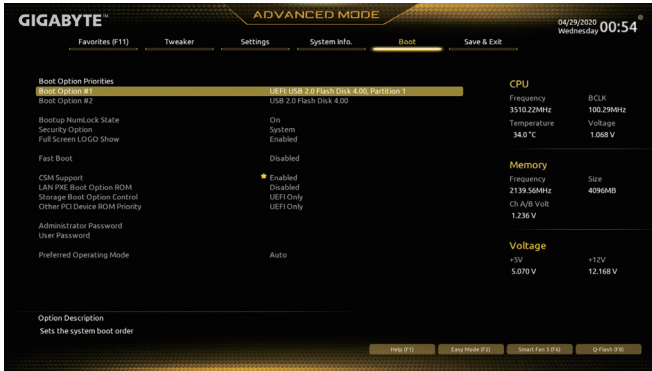 GIGABYTE™
ADVANCED MODE
04/29/2020
Wednesday 00:54
Favorites (F11) Tweaker Settings System Info. Boot Save & Exit
Boot Option Priorities
Boot Option #1 UEFI: USB 2.0 Flash Disk 4.00, Partition 1
Boot Option #2 USB 2.0 Flash Disk 4.00
Bootup NumLock State On
Security Option System
Full Screen LOGO Show Enabled
Fast Boot Disabled
CSM Support Enabled
LAN PXE Boot Option ROM Disabled
Storage Boot Option Control UEFI Only
Other PCI Device ROM Priority UEFI Only
Administrator Password
User Password
Preferred Operating Mode Auto
CPU
Frequency BCLK
3510.22MHz 100.29MHz
Temperature Voltage
34.0 °C 1.068 V
Memory
Frequency Size
2139.56MHz 4096MB
Ch A/B Volt
1.236 V
Voltage
+5V +12V
5.070 V 12.168 V
Option Description
Sets the system boot order
Help (F1) Easy Mode (F2) Smart Fan 5 (F6) Q-Flash (F8)